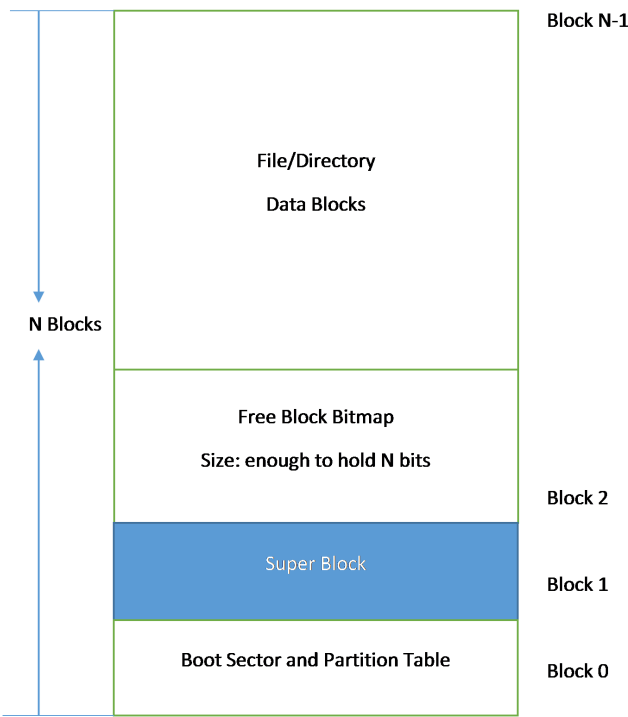 Block N-1
File/Directory
Data Blocks
N Blocks
Free Block Bitmap
Size: enough to hold N bits
Block 2
Super Block
Block 1
Boot Sector and Partition Table
Block 0